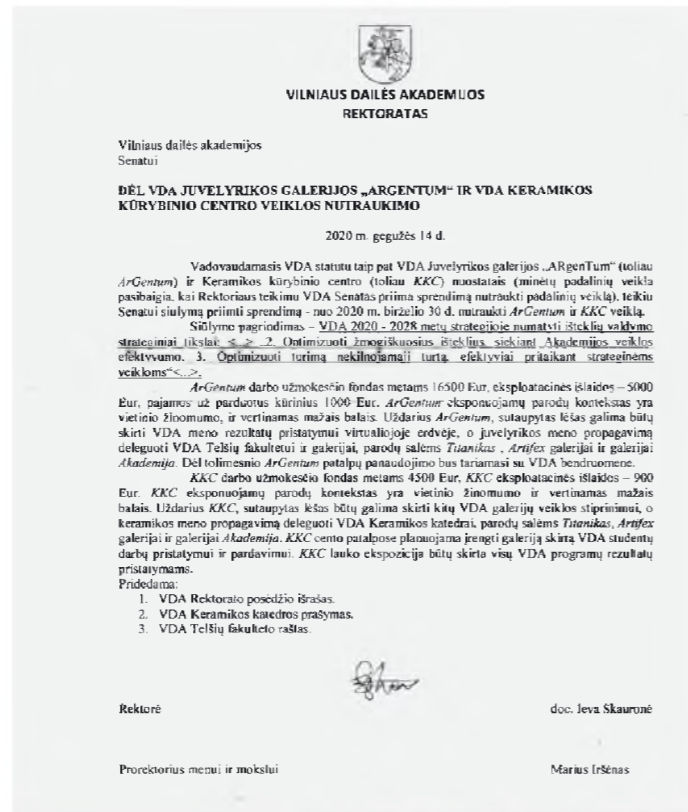 VILNIAUS DAILĖS AKADEMIJOS
REKTORATAS
Vilniaus dailės akademijos
Senatui
DĖL VDA JUVELYRIKOS GALERIJOS „ARGENTUM“ IR VDA KERAMIKOS
KŪRYBINIO CENTRO VEIKLOS NUTRAUKIMO
2020 m. gegužės 14 d.
Vadovaudamasis VDA statutu taip pat VDA Juvelyrikos galerijos „ARgenTum“ (toliau
ArGentum) ir Keramikos kūrybinio centro (toliau KKC) nuostatais (minėtų padalinių veikla
pasibaigia, kai Rektoriaus teikimu VDA Senatas priima sprendimą nutraukti padalinių veiklą), teikiu
Senatui siūlymą priimti sprendimą - nuo 2020 m. birželio 30 d. nutraukti ArGentum ir KKC veiklą.
Siūlymo pagrindimas – VDA 2020 - 2028 metų strategijoje numatyti išteklių valdymo
strateginiai tikslai: <...> 2. Optimizuoti žmogiškuosius išteklius, siekiant Akademijos veiklos
efektyvumo. 3. Optimizuoti turimą nekilnojamąjį turtą, efektyviai pritaikant strateginėms
veikloms“<...>.
ArGentum darbo užmokesčio fondas metams 16500 Eur, eksploatacinės išlaidos – 5000
Eur, pajamos už parduotus kūrinius 1000 Eur. ArGentum eksponuojamų parodų kontekstas yra
vietinio žinomumo, ir vertinamas mažais balais. Uždarius ArGentum, sutaupytas lėšas galima būtų
skirti VDA meno rezultatų pristatymui virtualiojoje erdvėje, o juvelyrikos meno propagavimą
deleguoti VDA Telšių fakultetui ir galerijai, parodų salėms Titanikas , Artifex galerijai ir galerijai
Akademija. Dėl tolimesnio ArGentum patalpų panaudojimo bus tariamasi su VDA bendruomene.
KKC darbo užmokesčio fondas metams 4500 Eur, KKC eksploatacinės išlaidos – 900
Eur. KKC eksponuojamų parodų kontekstas yra vietinio žinomumo ir vertinamas mažais
balais. Uždarius KKC, sutaupytas lėšas būtų galima skirti kitų VDA galerijų veiklos stiprinimui, o
keramikos meno propagavimą deleguoti VDA Keramikos katedrai, parodų salėms Titanikas, Artifex
galerijai ir galerijai Akademija. KKC cento patalpose planuojama įrengti galeriją skirtą VDA studentų
darbų pristatymui ir pardavimui. KKC lauko ekspozicija būtų skirta visų VDA programų rezultatų
pristatymams.
Pridedama:
1. VDA Rektorato posėdžio išrašas.
2. VDA Keramikos katedros prašymas.
3. VDA Telšių fakulteto raštas.
Rektorė doc. Ieva Skauronė
Prorektorius menui ir mokslui Marius Iršėnas